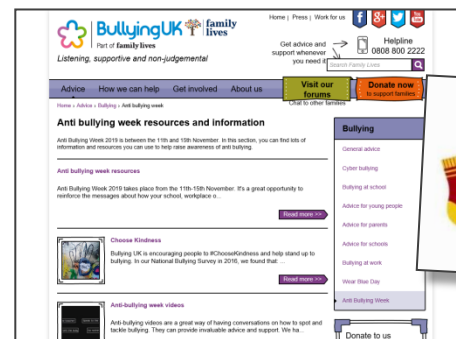 Home | Press | Work for us
BullyingUK family lives
Part of family lives
Listening, supportive and non-judgemental
Get advice and support whenever you need it
Helpline
0808 800 2222
Search Family Lives
Advice How we can help Get involved About us
Visit our forums
Chat to other families
Donate now
to support families
Home > Advice > Bullying > Anti bullying week
Anti bullying week resources and information
Anti Bullying Week 2019 is between the 11th and 15th November. In this section, you can find lots of
information and resources you can use to help raise awareness of anti bullying.
Anti bullying week resources
Anti Bullying Week 2019 takes place from the 11th-15th November. It's a great opportunity to
reinforce the messages about how your school, workplace o...
Read more >>
Choose Kindness
Bullying UK is encouraging people to #ChooseKindness and help stand up to
bullying. In our National Bullying Survey in 2016, we found that: ...
Read more >>
Anti-bullying week videos
Anti-bullying videos are a great way of having conversations on how to spot and
tackle bullying. They can provide invaluable advice and support. We ha...
Bullying
General advice
Cyber bullying
Bullying at school
Advice for young people
Advice for parents
Advice for schools
Bullying at work
Wear Blue Day
Anti Bullying Week
Donate to us